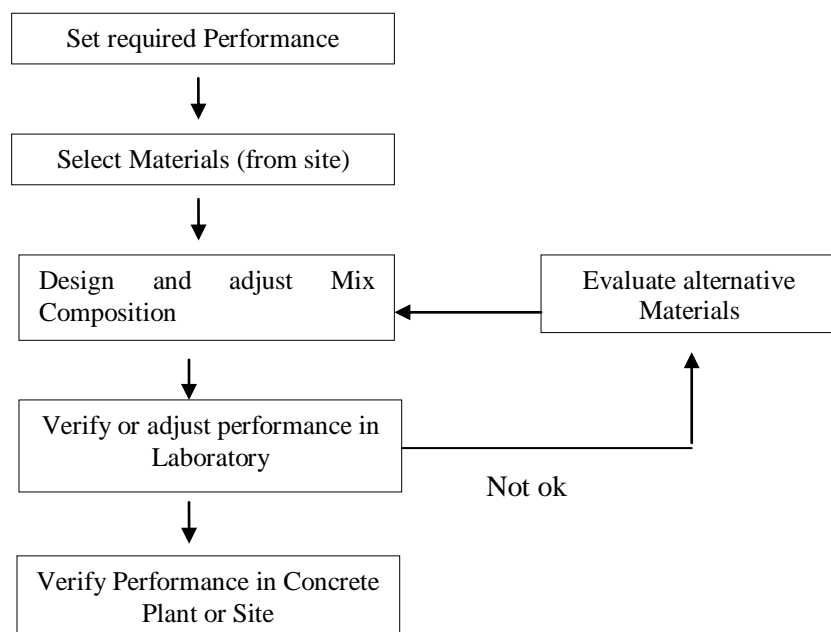 Set required Performance
Select Materials (from site)
Design and adjust Mix
Composition
Evaluate alternative
Materials
Verify or adjust performance in
Laboratory
Not ok
Verify Performance in Concrete
Plant or Site